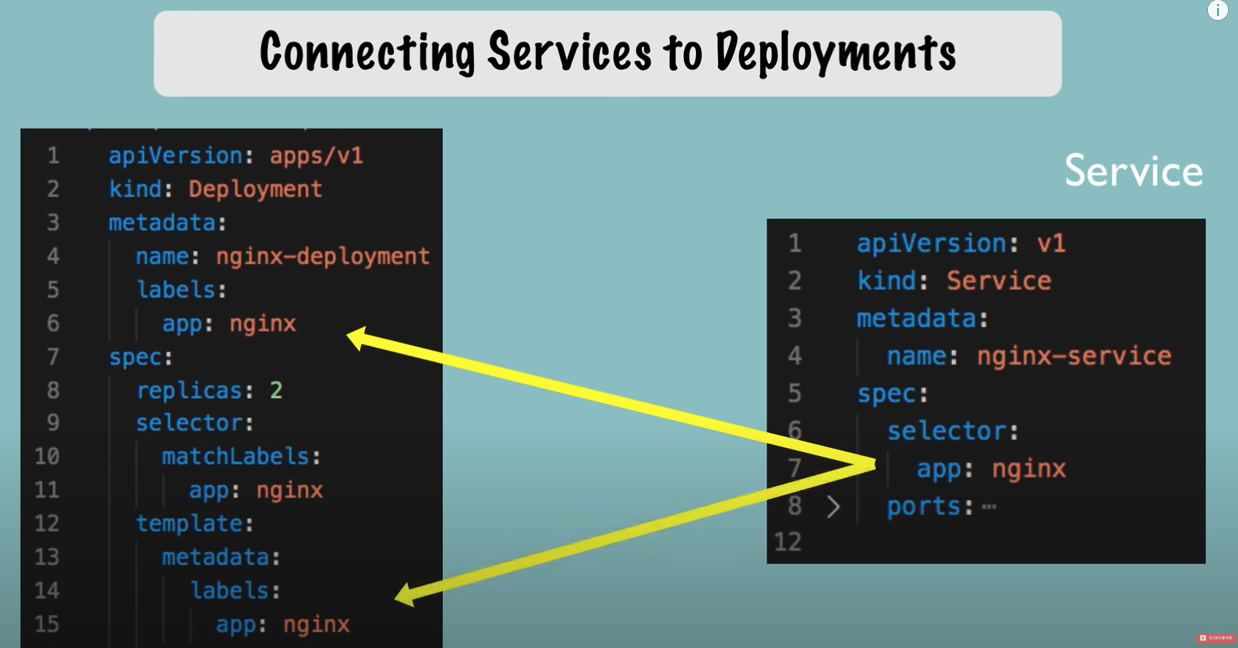 Connecting Services to Deployments
1 apiVersion: apps/v1
2 kind: Deployment
3 metadata:
4 name: nginx-deployment
5 labels:
6 app: nginx
7 spec:
8 replicas: 2
9 selector:
10 matchLabels:
11 app: nginx
12 template:
13 metadata:
14 labels:
15 app: nginx
Service
1 apiVersion: v1
2 kind: Service
3 metadata:
4 name: nginx-service
5 spec:
6 selector:
7 app: nginx
8 > ports: ⋯
12
i
SUBSCRIBE